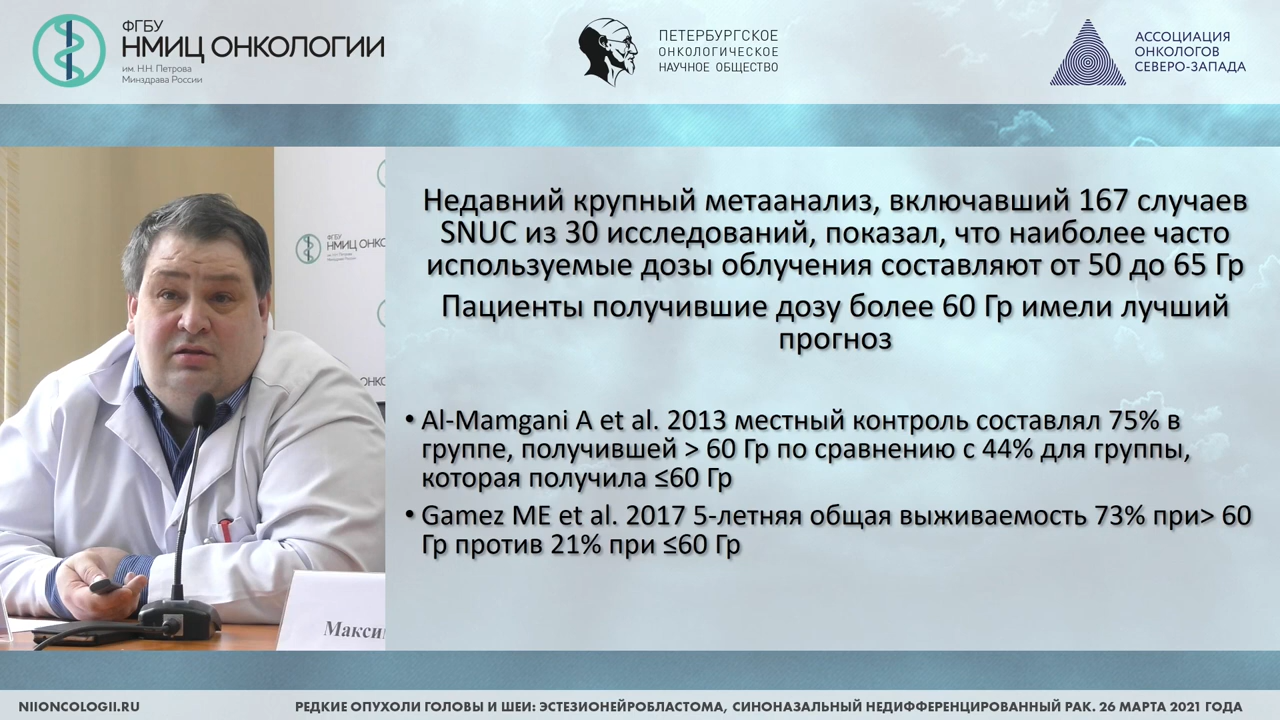 ФГБУ
НМИЦ ОНКОЛОГИИ
им. Н.Н. Петрова
Минздрава России
ПЕТЕРБУРГСКОЕ
ОНКОЛОГИЧЕСКОЕ
НАУЧНОЕ ОБЩЕСТВО
АССОЦИАЦИЯ
ОНКОЛОГОВ
СЕВЕРО-ЗАПАДА
ФГБУ
НМИЦ ОНКО
Недавний крупный метаанализ, включавший 167 случаев
SNUC из 30 исследований, показал, что наиболее часто
используемые дозы облучения составляют от 50 до 65 Гр
Пациенты получившие дозу более 60 Гр имели лучший
прогноз
• Al-Mamgani A et al. 2013 местный контроль составлял 75% в
группе, получившей > 60 Гр по сравнению с 44% для группы,
которая получила ≤60 Гр
• Gamez ME et al. 2017 5-летняя общая выживаемость 73% при> 60
Гр против 21% при ≤60 Гр
Макси
NIIONCOLOGII.RU
РЕДКИЕ ОПУХОЛИ ГОЛОВЫ И ШЕИ: ЭСТЕЗИОНЕЙРОБЛАСТОМА, СИНОНАЗАЛЬНЫЙ НЕДИФФЕРЕНЦИРОВАННЫЙ РАК. 26 МАРТА 2021 ГОДА